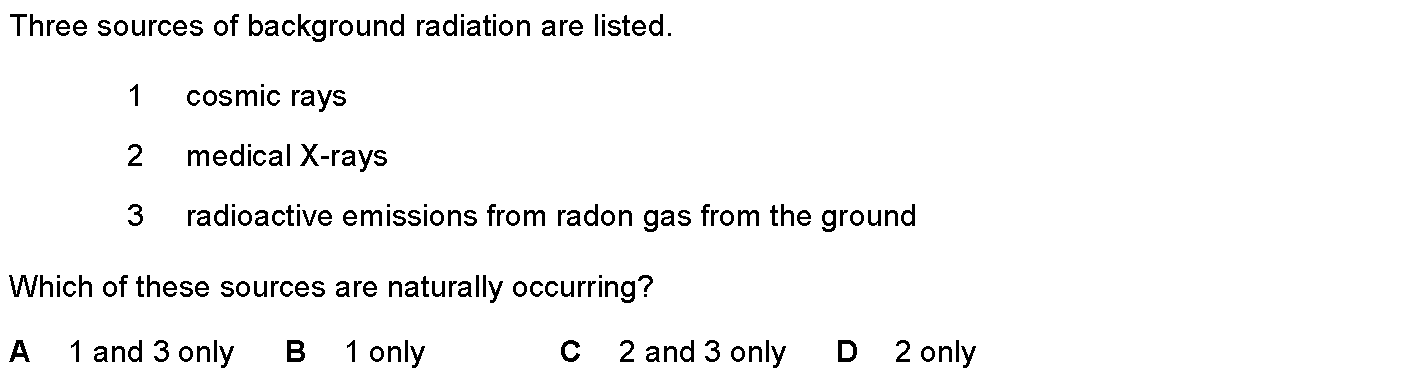 Three sources of background radiation are listed.
1 cosmic rays
2 medical X-rays
3 radioactive emissions from radon gas from the ground
Which of these sources are naturally occurring?
A 1 and 3 only B 1 only C 2 and 3 only D 2 only